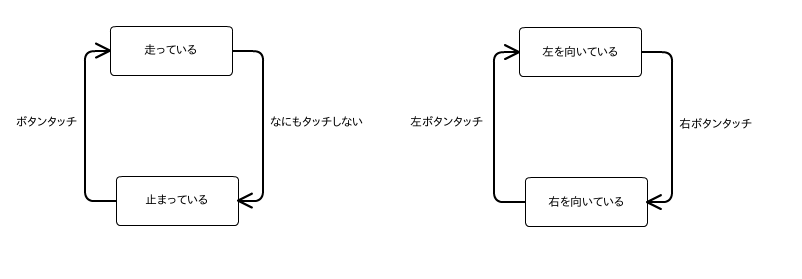 走っている
ボタンタッチ
なにもタッチしない
止まっている
左を向いている
左ボタンタッチ
右ボタンタッチ
右を向いている